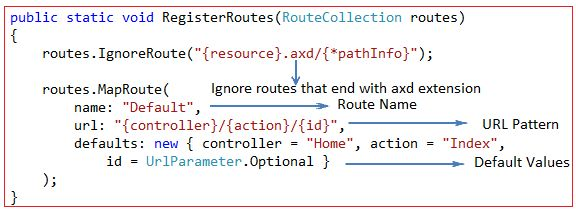 public static void RegisterRoutes(RouteCollection routes)
{
routes.IgnoreRoute("{resource}.axd/{*pathInfo}");
routes.MapRoute(
Ignore routes that end with axd extension
name: "Default",
Route Name
url: "{controller}/{action}/{id}",
URL Pattern
defaults: new { controller = "Home", action = "Index",
id = UrlParameter.Optional }
Default Values
);
}